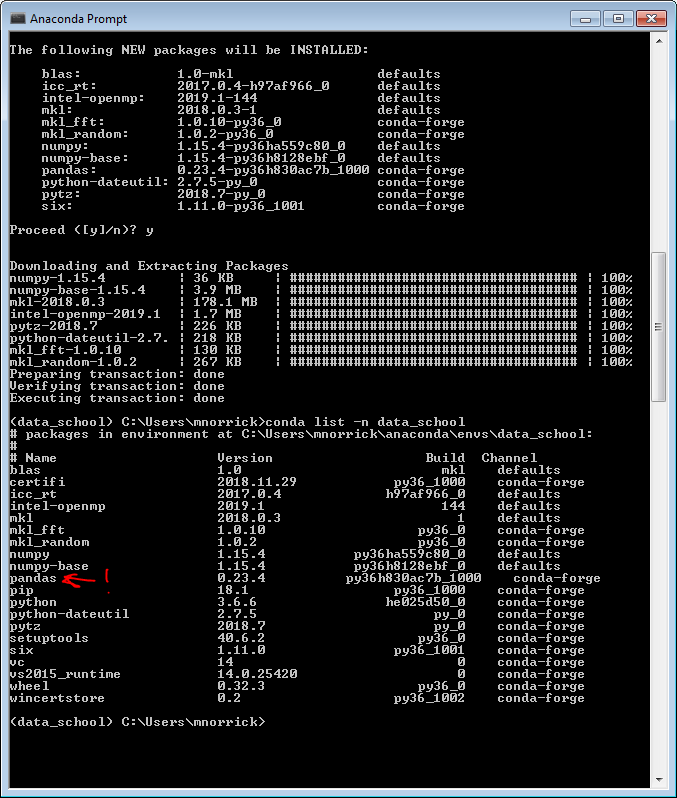 Anaconda Prompt
The following NEW packages will be INSTALLED:
blas: 1.0-mkl defaults
icc_rt: 2017.0.4-h97af966_0 defaults
intel-openmp: 2019.1-144 defaults
mkl: 2018.0.3-1 defaults
mkl_fft: 1.0.10-py36_0 conda-forge
mkl_random: 1.0.2-py36_0 conda-forge
numpy: 1.15.4-py36ha559c80_0 defaults
numpy-base: 1.15.4-py36h8128ebf_0 defaults
pandas: 0.23.4-py36h830ac7b_1000 conda-forge
python-dateutil: 2.7.5-py_0 conda-forge
pytz: 2018.7-py_0 conda-forge
six: 1.11.0-py36_1001 conda-forge
Proceed ([y]/n)? y
Downloading and Extracting Packages
numpy-1.15.4 | 36 KB | ##################################### | 100%
numpy-base-1.15.4 | 3.9 MB | ##################################### | 100%
mkl-2018.0.3 | 178.1 MB | ##################################### | 100%
intel-openmp-2019.1 | 1.7 MB | ##################################### | 100%
pytz-2018.7 | 226 KB | ##################################### | 100%
python-dateutil-2.7. | 218 KB | ##################################### | 100%
mkl_fft-1.0.10 | 130 KB | ##################################### | 100%
mkl_random-1.0.2 | 267 KB | ##################################### | 100%
Preparing transaction: done
Verifying transaction: done
Executing transaction: done
(data_school) C:\Users\mnorrick>conda list -n data_school
# packages in environment at C:\Users\mnorrick\anaconda\envs\data_school:
#
# Name Version Build Channel
blas 1.0 mkl defaults
certifi 2018.11.29 py36_1000 conda-forge
icc_rt 2017.0.4 h97af966_0 defaults
intel-openmp 2019.1 144 defaults
mkl 2018.0.3 1 defaults
mkl_fft 1.0.10 py36_0 conda-forge
mkl_random 1.0.2 py36_0 conda-forge
numpy 1.15.4 py36ha559c80_0 defaults
numpy-base 1.15.4 py36h8128ebf_0 defaults
pandas ! 0.23.4 py36h830ac7b_1000 conda-forge
pip 18.1 py36_1000 conda-forge
python 3.6.6 he025d50_0 conda-forge
python-dateutil 2.7.5 py_0 conda-forge
pytz 2018.7 py_0 conda-forge
setuptools 40.6.2 py36_0 conda-forge
six 1.11.0 py36_1001 conda-forge
vc 14 0 conda-forge
vs2015_runtime 14.0.25420 0 conda-forge
wheel 0.32.3 py36_0 conda-forge
wincertstore 0.2 py36_1002 conda-forge
(data_school) C:\Users\mnorrick>